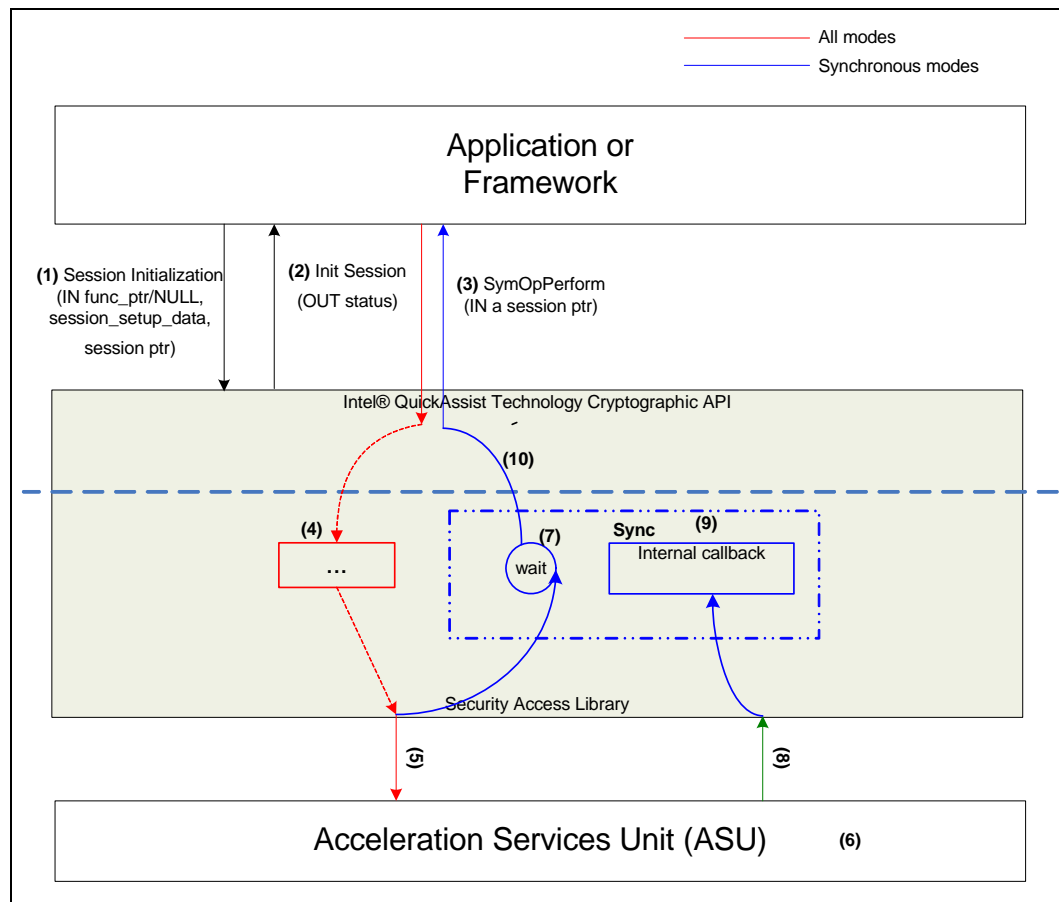 All modes
Synchronous modes
Application or
Framework
(1) Session Initialization
(IN func_ptr/NULL,
session_setup_data,
session ptr)
(2) Init Session
(OUT status)
(3) SymOpPerform
(IN a session ptr)
Intel® QuickAssist Technology Cryptographic API
(10)
(4)
...
(7)
wait
Sync
(9)
Internal callback
Security Access Library
(5)
(8)
Acceleration Services Unit (ASU)
(6)